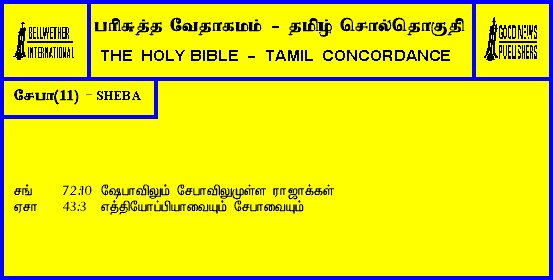 BELLWETHER
INTERNATIONAL
பரிசுத்த வேதாகமம் - தமிழ் சொல்தொகுதி
THE HOLY BIBLE - TAMIL CONCORDANCE
GOOD NEWS
PUBLISHERS
சேபா(11) - SHEBA
சங் 72:10 ஷேபாவிலும் சேபாவிலுமுள்ள ராஜாக்கள்
ஏசா 43:3 எத்தியோப்பியாவையும் சேபாவையும்